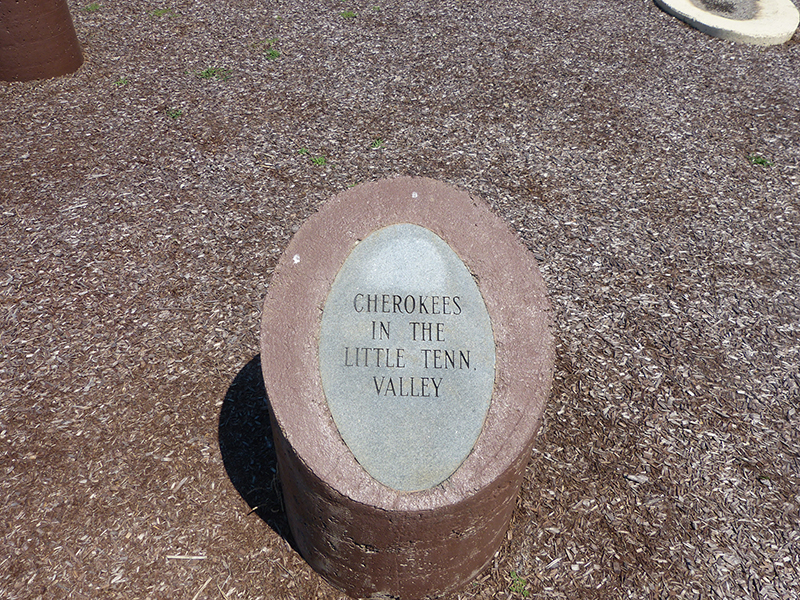 CHEROKEES
IN THE
LITTLE TENN.
VALLEY